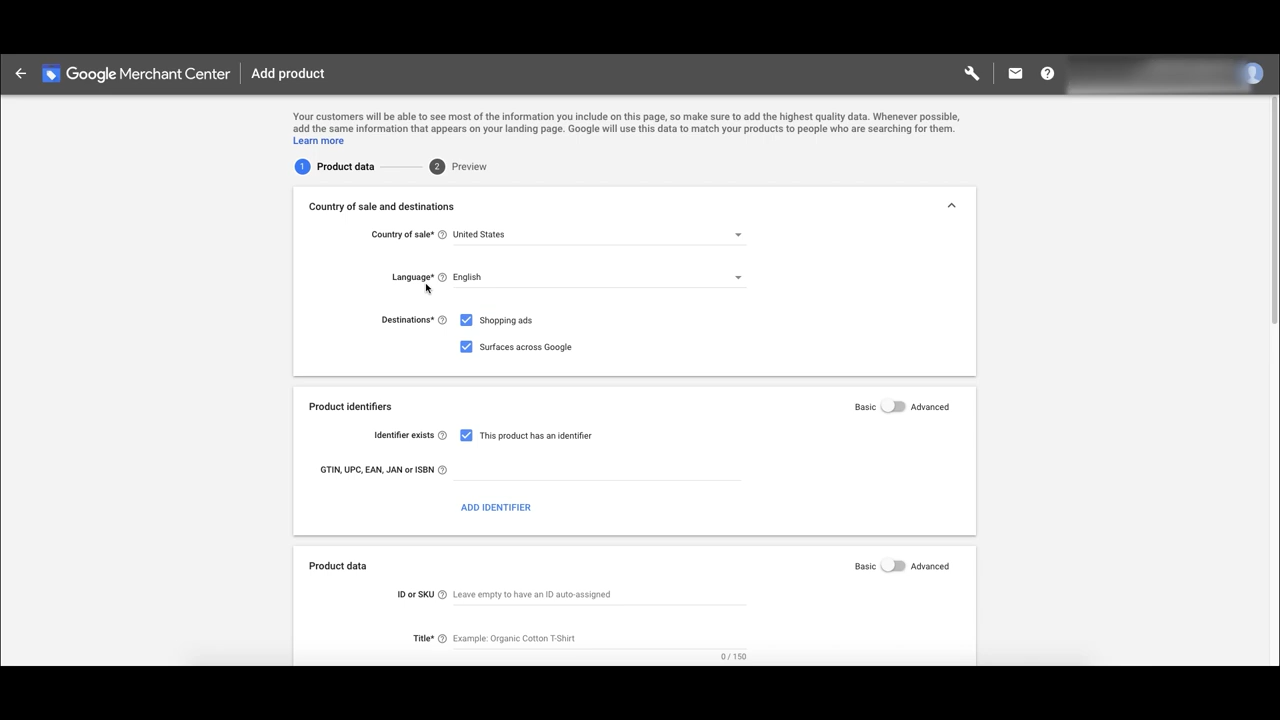 Google Merchant Center
Add product
Your customers will be able to see most of the information you include on this page, so make sure to add the highest quality data. Whenever possible,
add the same information that appears on your landing page. Google will use this data to match your products to people who are searching for them.
Learn more
1 Product data
2 Preview
Country of sale and destinations
Country of sale* United States
Language* English
Destinations* Shopping ads
Surfaces across Google
Product identifiers
Basic Advanced
Identifier exists This product has an identifier
GTIN, UPC, EAN, JAN or ISBN
ADD IDENTIFIER
Product data
Basic Advanced
ID or SKU Leave empty to have an ID auto-assigned
Title* Example: Organic Cotton T-Shirt
0 / 150